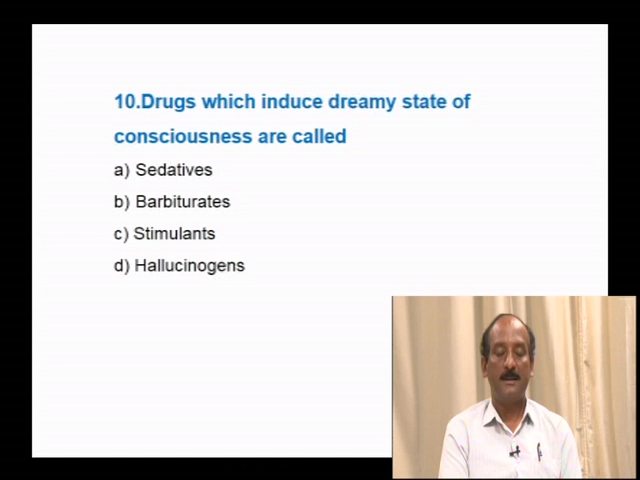 10.Drugs which induce dreamy state of
consciousness are called
a) Sedatives
b) Barbiturates
c) Stimulants
d) Hallucinogens